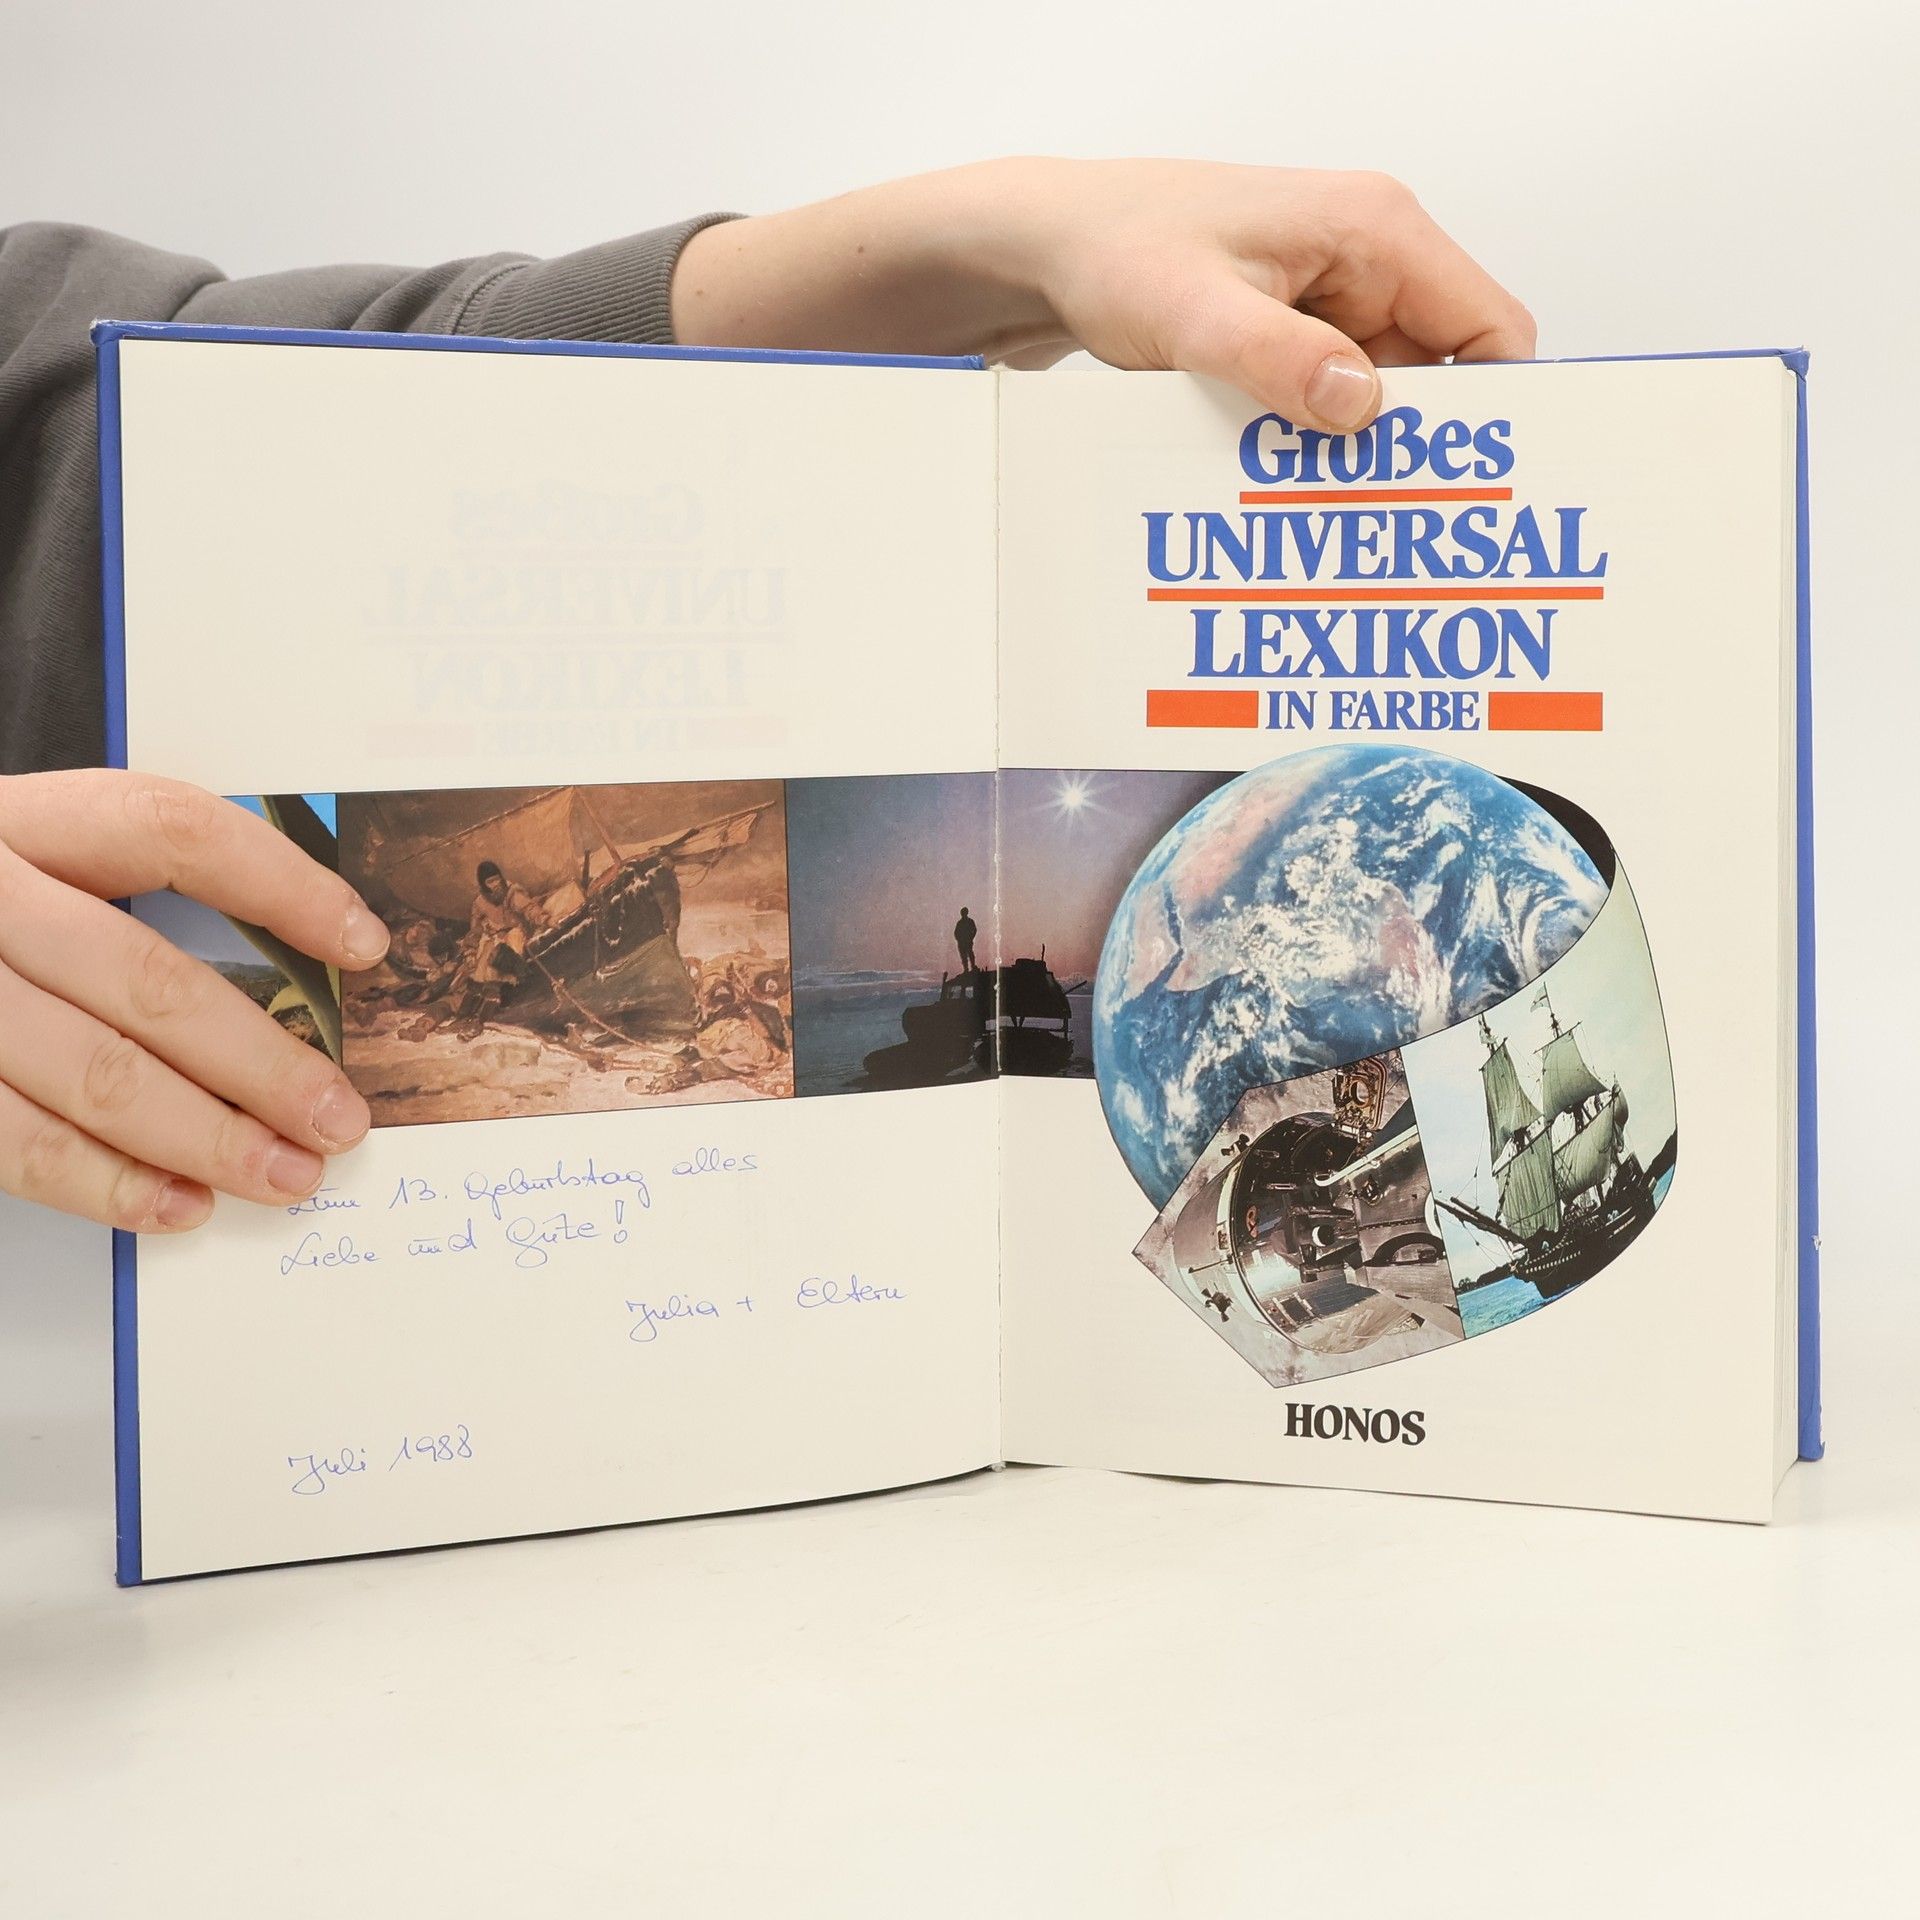 Zum 13. Geburtstag alles
Liebe und Gute!
Julia + Eltern
Juli 1988
Großes
UNIVERSAL
LEXIKON
IN FARBE
HONOS